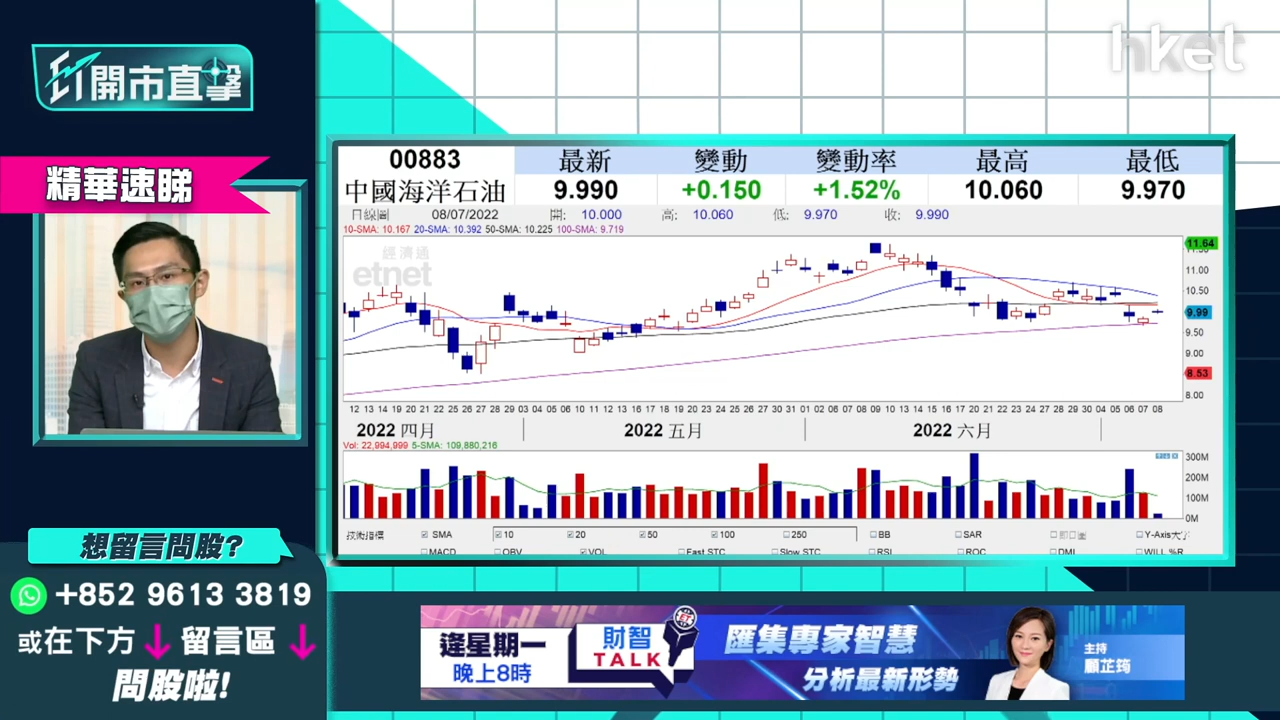 hket
開市直擊
精華速睇
00883
中國海洋石油
最新 變動 變動率 最高 最低
9.990 +0.150 +1.52% 10.060 9.970
日線圖 08/07/2022 開: 10.000 高: 10.060 低: 9.970 收: 9.990
10-SMA: 10.167 20-SMA: 10.392 50-SMA: 10.225 100-SMA: 9.719
經濟通
etnet
11.64
11.00
10.50
9.99
9.50
9.00
8.53
8.00
12 13 14 19 20 21 22 25 26 27 28 29 03 04 05 06 10 11 12 13 16 17 18 19 20 23 24 25 26 27 30 31 01 02 06 07 08 09 10 13 14 15 16 17 20 21 22 23 24 27 28 29 30 04 05 06 07 08
2022 四月 2022 五月 2022 六月
Vol: 22,994,999 5-SMA: 109,880,216
300M
200M
100M
0M
技術指標 SMA 10 20 50 100 250 BB SAR Y-Axis大字
MACD OBV VOL Fast STC Slow STC RSI ROC DMI WILL %R
想留言問股?
+852 9613 3819
或在下方 留言區
問股啦!
逢星期一
晚上8時
財智
TALK
匯集專家智慧
分析最新形勢
主持
顧芷筠